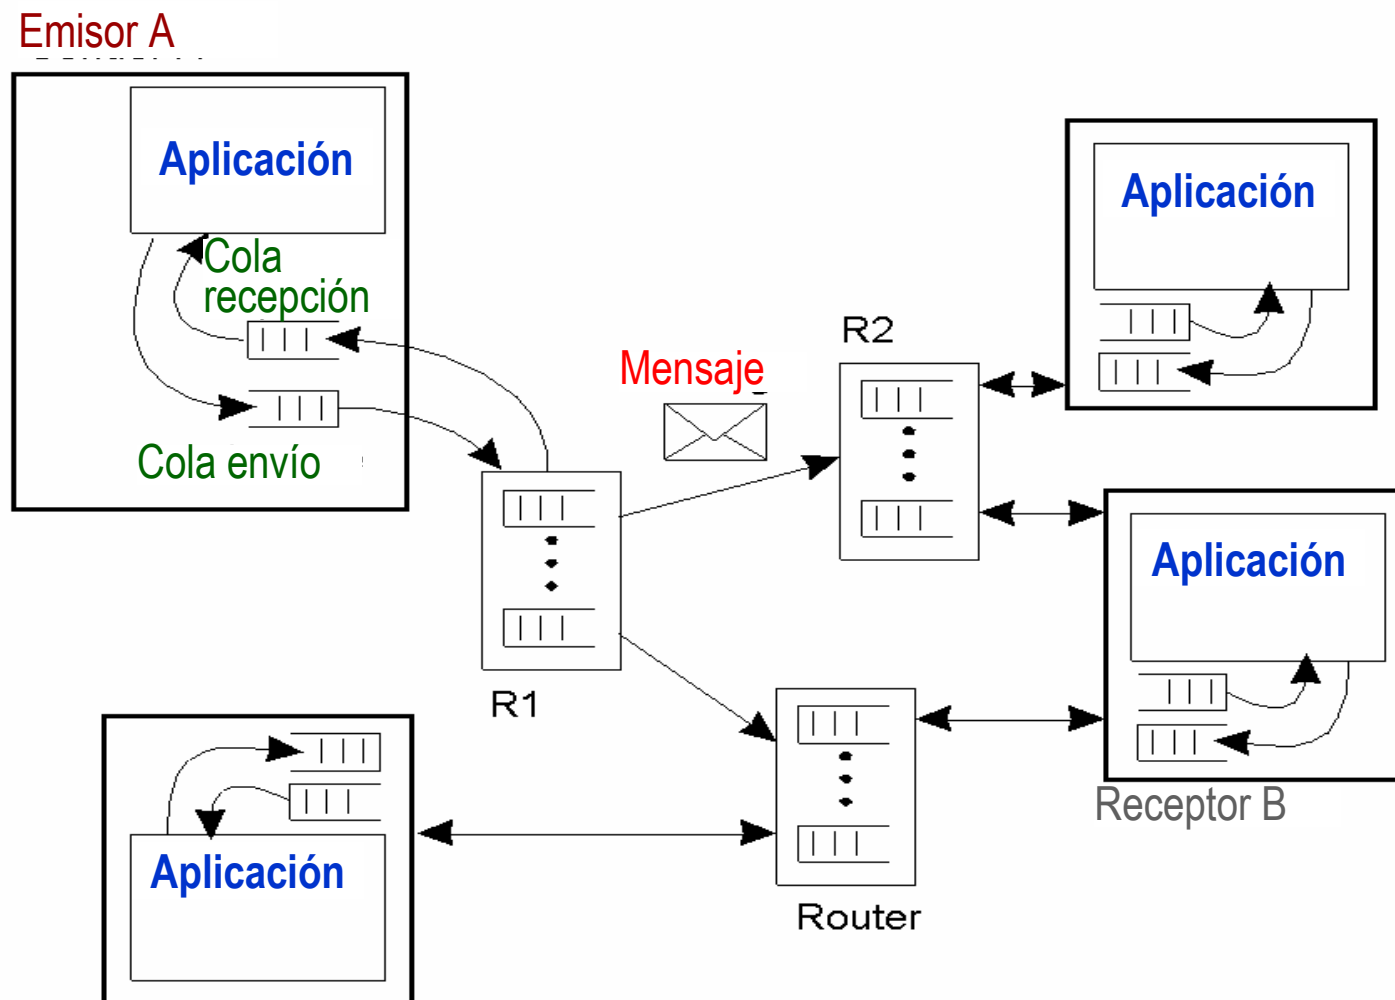 Emisor A
Aplicación
Cola
recepción
Cola envío
Mensaje
R2
Aplicación
R1
Aplicación
Receptor B
Aplicación
Router